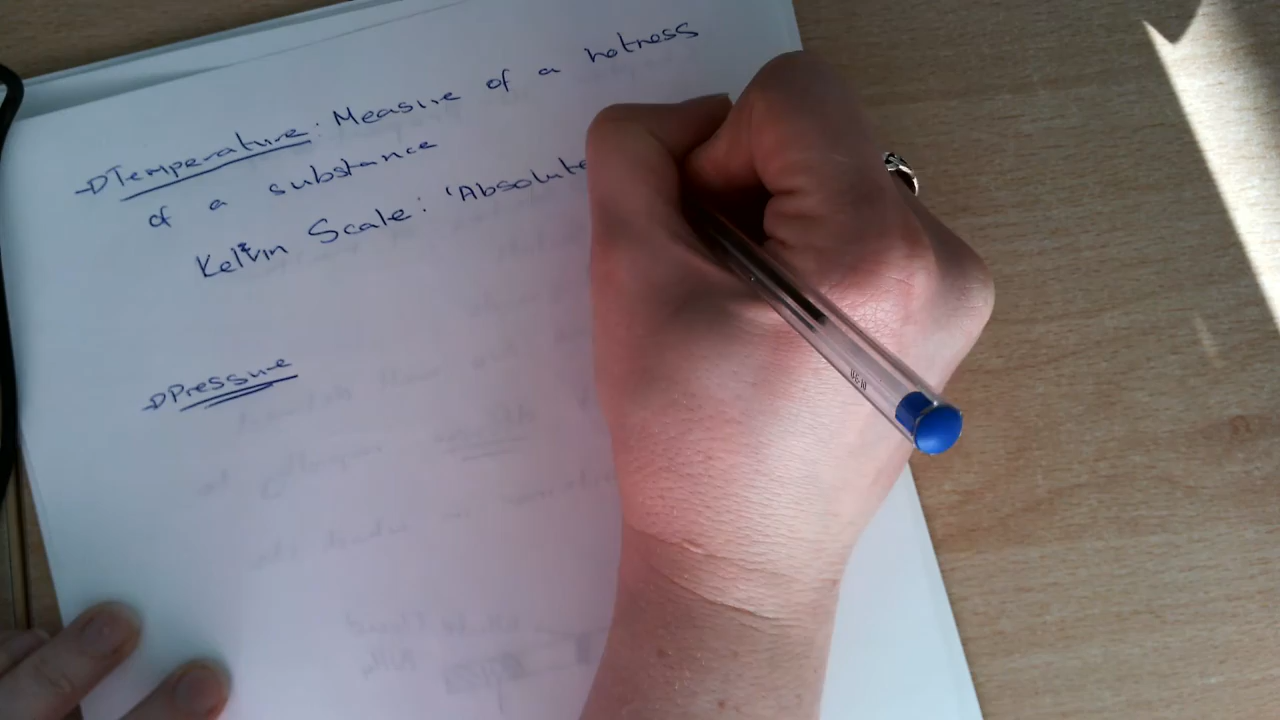 →Temperature: Measure of a hotness
of a substance
Kelvin Scale: 'Absolute
→Pressure